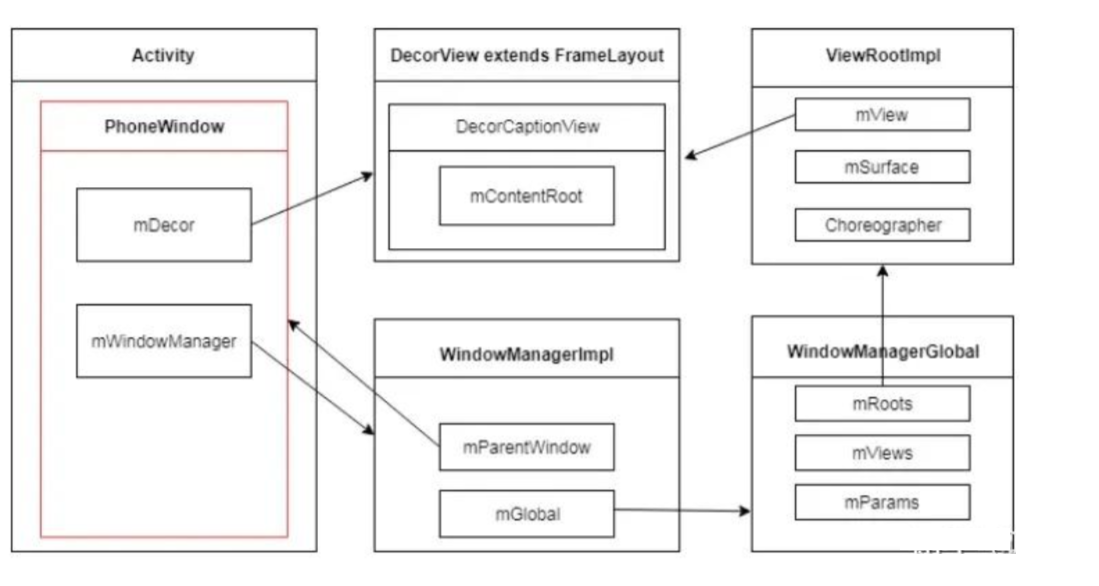 Activity
PhoneWindow
mDecor
mWindowManager
DecorView extends FrameLayout
DecorCaptionView
mContentRoot
ViewRootImpl
mView
mSurface
Choreographer
WindowManagerImpl
mParentWindow
mGlobal
WindowManagerGlobal
mRoots
mViews
mParams